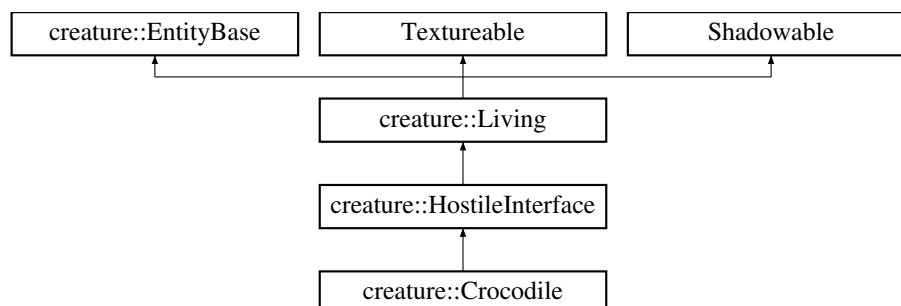 creature::EntityBase
Textureable
Shadowable
creature::Living
creature::HostileInterface
creature::Crocodile